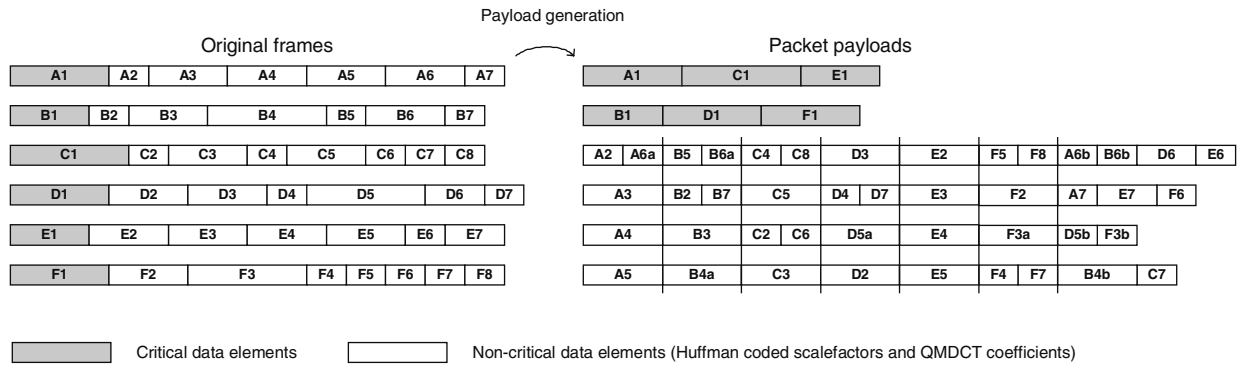 Payload generation
Original frames
Packet payloads
A1 A2 A3 A4 A5 A6 A7
A1 C1 E1
B1 B2 B3 B4 B5 B6 B7
B1 D1 F1
C1 C2 C3 C4 C5 C6 C7 C8
A2 A6a B5 B6a C4 C8 D3 E2 F5 F8 A6b B6b D6 E6
D1 D2 D3 D4 D5 D6 D7
A3 B2 B7 C5 D4 D7 E3 F2 A7 E7 F6
E1 E2 E3 E4 E5 E6 E7
A4 B3 C2 C6 D5a E4 F3a D5b F3b
F1 F2 F3 F4 F5 F6 F7 F8
A5 B4a C3 D2 E5 F4 F7 B4b C7
Critical data elements
Non-critical data elements (Huffman coded scalefactors and QMDCT coefficients)